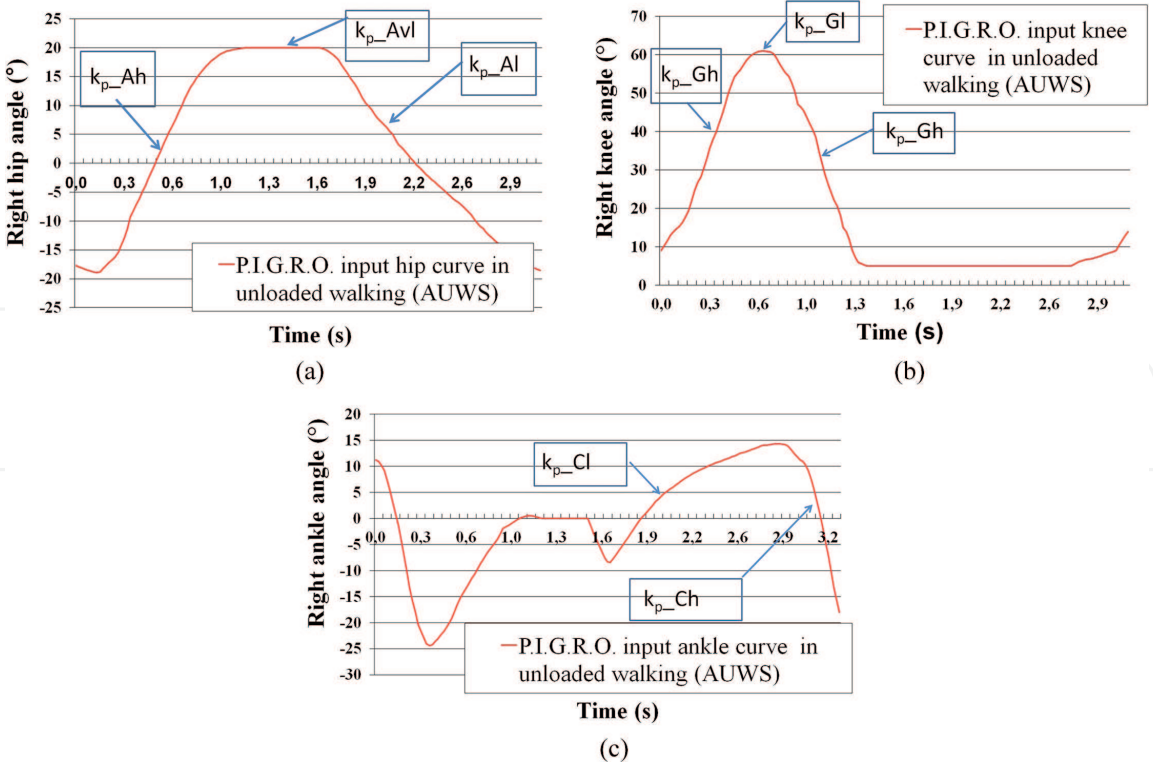 25
20
15
10
5
0
-5
-10
-15
-20
-25
Right hip angle (°)
k_p_Ah
k_p_Avl
k_p_Al
0,0 0,3 0,6 1,0 1,3 1,6 1,9 2,2 2,6 2,9
P.I.G.R.O. input hip curve in
unloaded walking (AUWS)
Time (s)
(a)
70
60
50
40
30
20
10
0
Right knee angle (°)
k_p_Gh
k_p_Gl
k_p_Gh
P.I.G.R.O. input knee
curve in unloaded
walking (AUWS)
0,0 0,3 0,6 1,0 1,3 1,6 1,9 2,2 2,6 2,9
Time (s)
(b)
20
15
10
5
0
-5
-10
-15
-20
-25
-30
Right ankle angle (°)
k_p_Cl
k_p_Ch
0,0 0,3 0,6 1,0 1,3 1,6 1,9 2,2 2,6 2,9 3,2
P.I.G.R.O. input ankle curve in
unloaded walking (AUWS)
Time (s)
(c)